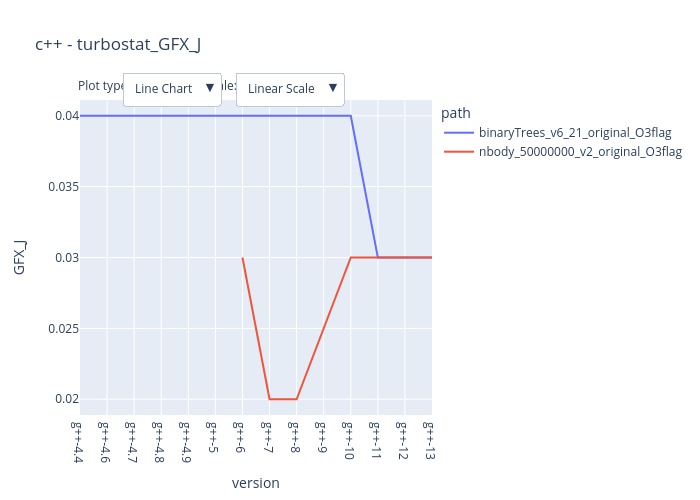 c++ - turbostat_GFX_J
Plot type
Line Chart ▼
ale:
Linear Scale ▼
path
binaryTrees_v6_21_original_O3flag
nbody_50000000_v2_original_O3flag
0.04
0.035
0.03
0.025
0.02
GFX_J
g++-4.4
g++-4.6
g++-4.7
g++-4.8
g++-4.9
g++-5
g++-6
g++-7
g++-8
g++-9
g++-10
g++-11
g++-12
g++-13
version